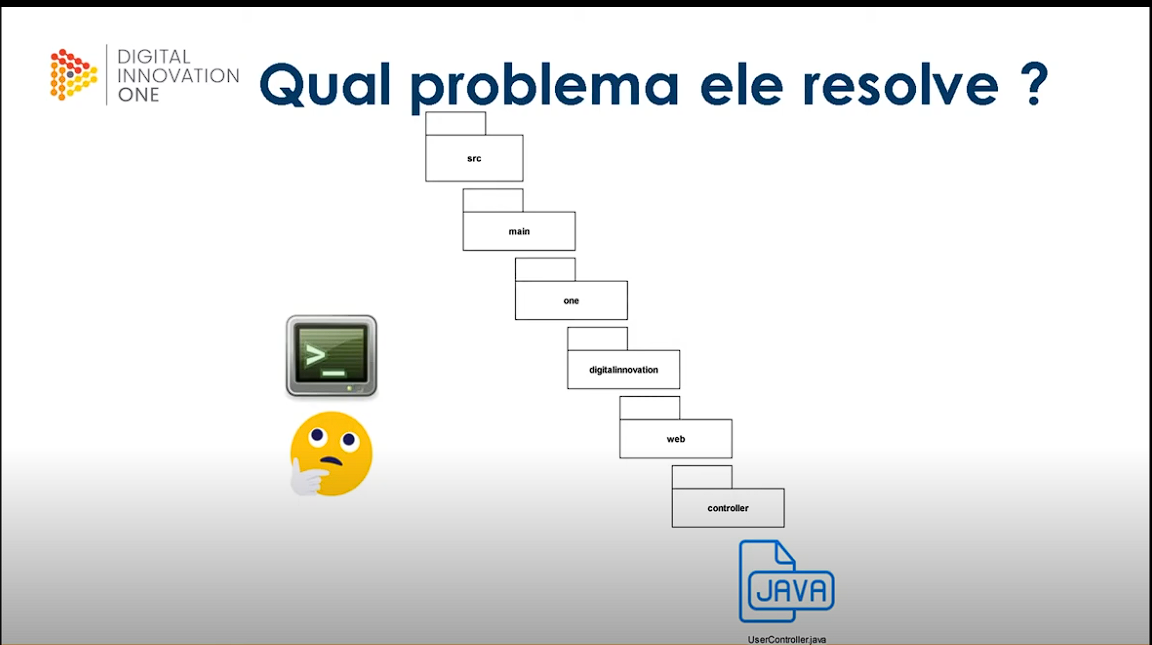 DIGITAL
INNOVATION
ONE
Qual problema ele resolve ?
src
main
one
digitalinnovation
>_
web
controller
JAVA
UserController.java